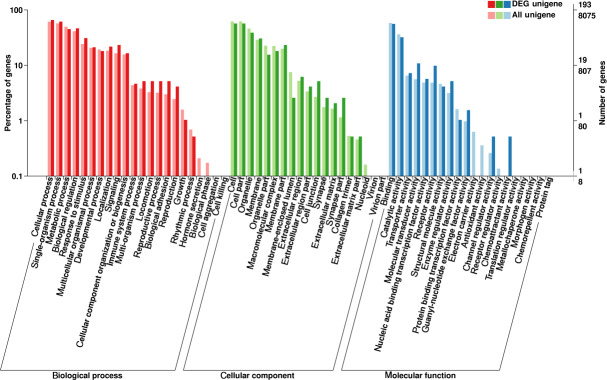 DEG unigene
All unigene
Percentage of genes
100
10
1
0.1
193
8075
19
807
1
80
1
8
Number of genes
Cellular process
Single-organism process
Metabolic process
Biological regulation
Response to stimulus
Multicellular organismal process
Developmental process
Localization
Signaling
Cellular component organization or biogenesis
Immune system process
Multi-organism process
Locomotion
Reproductive process
Biological adhesion
Reproduction
Growth
Rhythmic process
Hormone secretion
Biological phase
Cell aggregation
Cell killing
Cell
Cell part
Organelle
Membrane
Organelle part
Macromolecular complex
Membrane part
Membrane-enclosed lumen
Extracellular region
Extracellular region part
Cell junction
Synapse
Extracellular matrix
Synapse part
Extracellular matrix part
Nucleoid
Virion
Virion part
Binding
Catalytic activity
Transporter activity
Molecular transducer activity
Receptor activity
Nucleic acid binding transcription factor activity
Structural molecule activity
Enzyme regulator activity
Protein binding transcription factor activity
Guanyl-nucleotide exchange factor activity
Electron carrier activity
Antioxidant activity
Channel regulator activity
Receptor regulator activity
Chemoattractant activity
Translation regulator activity
Metallochaperone activity
Morphogen activity
Chemorepellent activity
Protein tag
Biological process
Cellular component
Molecular function